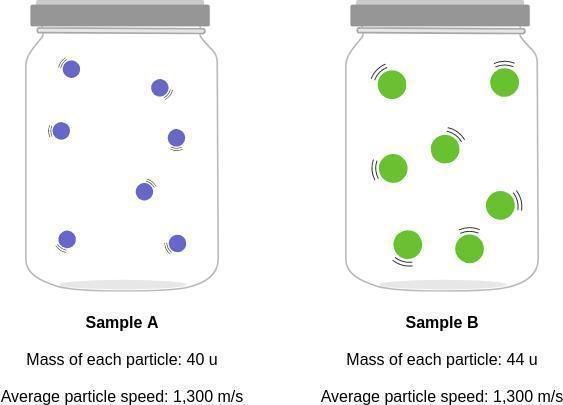 Sample A
Sample B
Mass of each particle: 40 u
Mass of each particle: 44 u
Average particle speed: 1,300 m/s
Average particle speed: 1,300 m/s